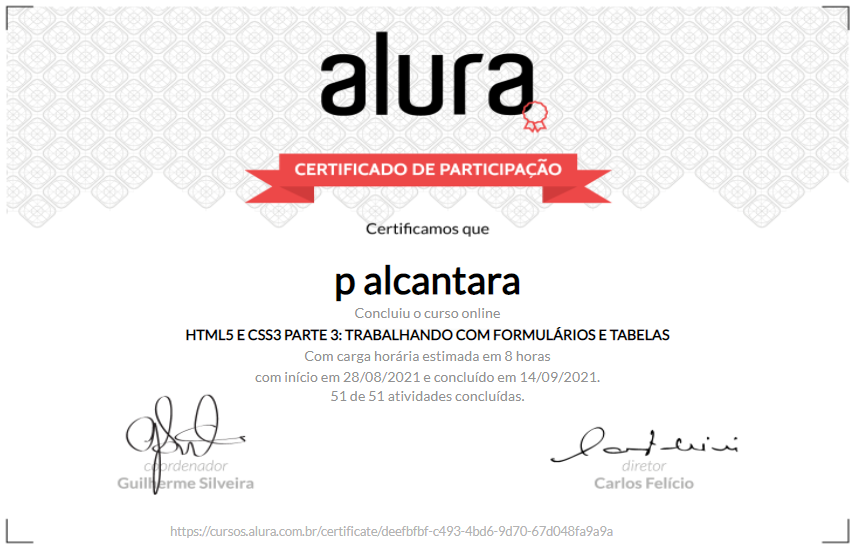 alura
CERTIFICADO DE PARTICIPAÇÃO
Certificamos que
p alcantara
Concluiu o curso online
HTML5 E CSS3 PARTE 3: TRABALHANDO COM FORMULÁRIOS E TABELAS
Com carga horária estimada em 8 horas
com início em 28/08/2021 e concluído em 14/09/2021.
51 de 51 atividades concluídas.
coordenador
Guilherme Silveira
diretor
Carlos Felício
https://cursos.alura.com.br/certificate/deefbfbf-c493-4bd6-9d70-67d048fa9a9a